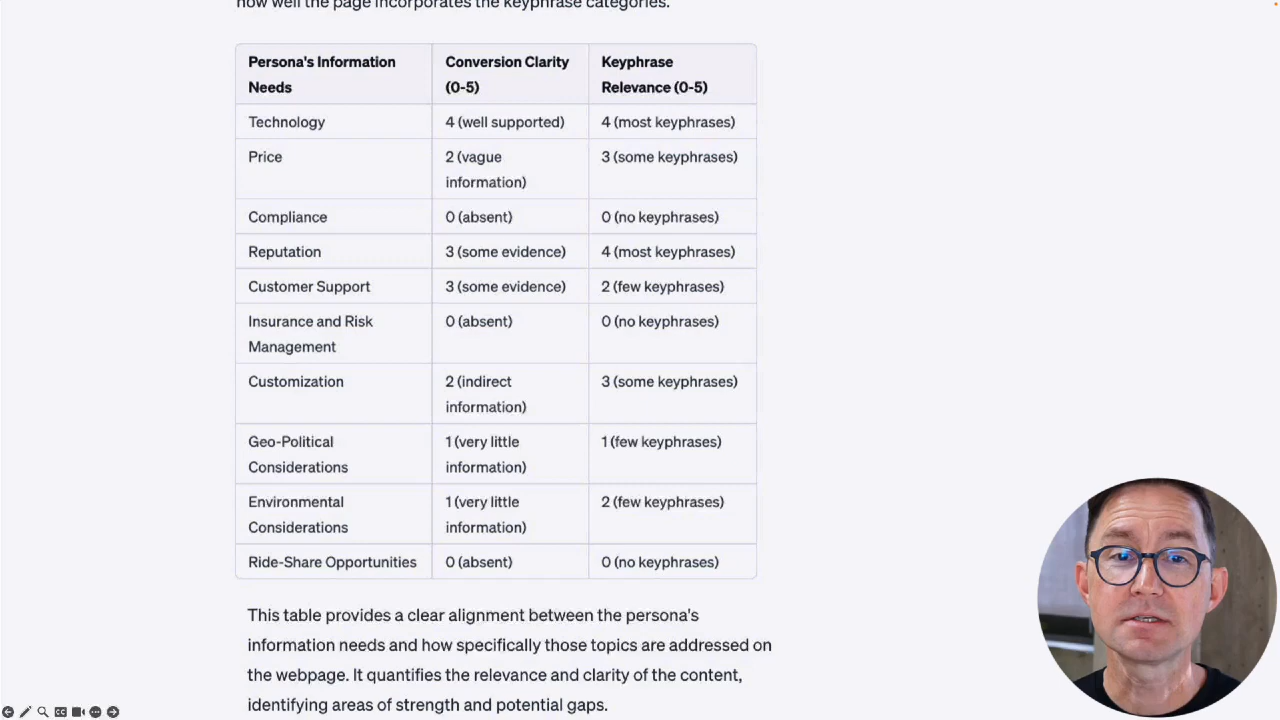 how well the page incorporates the keyphrase categories.
Persona's Information Needs
Conversion Clarity (0-5)
Keyphrase Relevance (0-5)
Technology
4 (well supported)
4 (most keyphrases)
Price
2 (vague information)
3 (some keyphrases)
Compliance
0 (absent)
0 (no keyphrases)
Reputation
3 (some evidence)
4 (most keyphrases)
Customer Support
3 (some evidence)
2 (few keyphrases)
Insurance and Risk Management
0 (absent)
0 (no keyphrases)
Customization
2 (indirect information)
3 (some keyphrases)
Geo-Political Considerations
1 (very little information)
1 (few keyphrases)
Environmental Considerations
1 (very little information)
2 (few keyphrases)
Ride-Share Opportunities
0 (absent)
0 (no keyphrases)
This table provides a clear alignment between the persona's
information needs and how specifically those topics are addressed on
the webpage. It quantifies the relevance and clarity of the content,
identifying areas of strength and potential gaps.